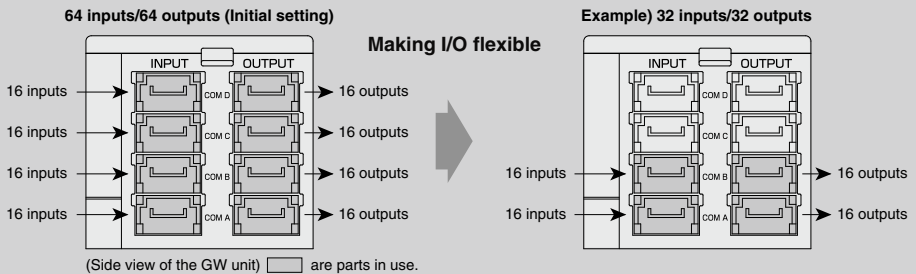 64 inputs/64 outputs (Initial setting)
Example) 32 inputs/32 outputs
Making I/O flexible
INPUT OUTPUT
16 inputs COM D 16 outputs
16 inputs COM C 16 outputs
16 inputs COM B 16 outputs
16 inputs COM A 16 outputs
INPUT OUTPUT
COM D
COM C
16 inputs COM B 16 outputs
16 inputs COM A 16 outputs
(Side view of the GW unit) are parts in use.